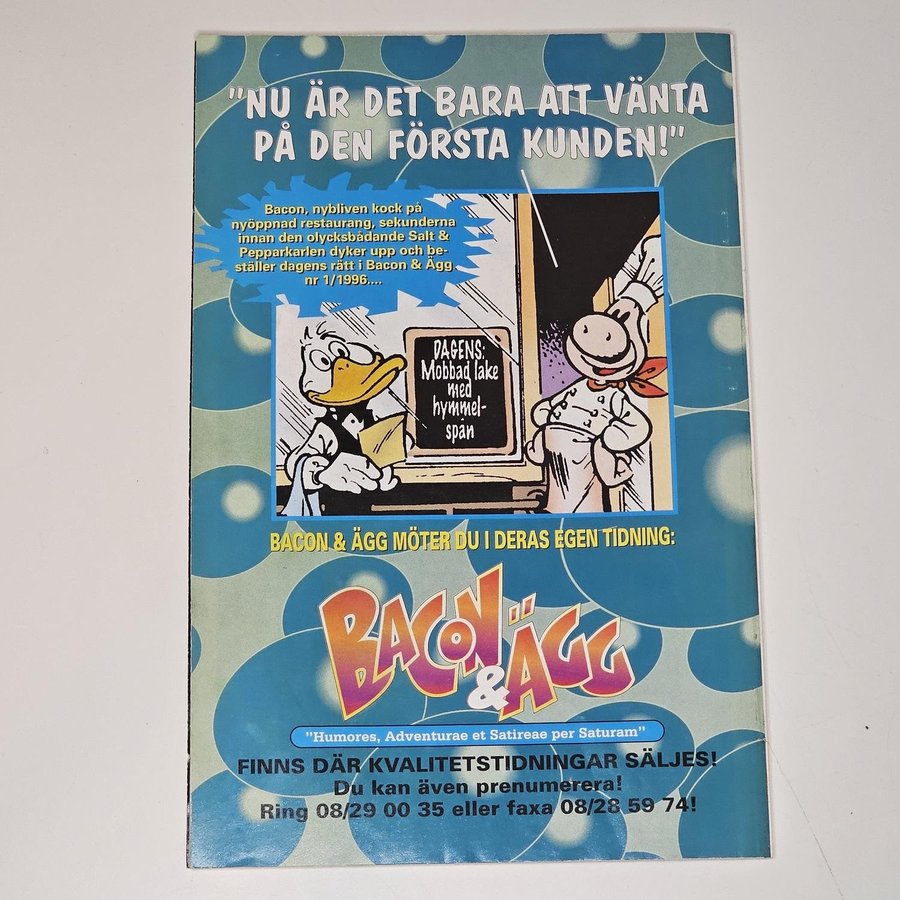 "NU ÄR DET BARA ATT VÄNTA
PÅ DEN FÖRSTA KUNDEN!"
Bacon, nybliven kock på
nyöppnad restaurang, sekunderna
innan den olycksbådande Salt &
Pepparkarlen dyker upp och be-
ställer dagens rätt i Bacon & Ägg
nr 1/1996....
DAGENS:
Mobbad lake
med
hymmel-
spän
BACON & ÄGG MÖTER DU I DERAS EGEN TIDNING:
BACON
& ÄGG
"Humores, Adventurae et Satireae per Saturam"
FINNS DÄR KVALITETSTIDNINGAR SÄLJES!
Du kan även prenumerera!
Ring 08/29 00 35 eller faxa 08/28 59 74!